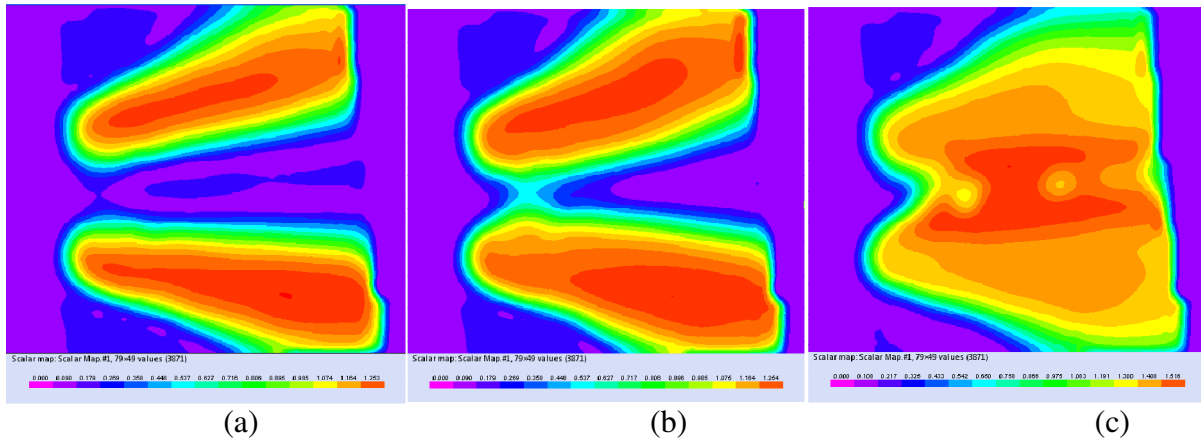 Scalar map: Scalar Map.#1, 79×49 values (3871)
0.000 0.090 0.179 0.269 0.358 0.448 0.537 0.627 0.716 0.806 0.895 0.985 1.074 1.164 1.253
(a)
Scalar map: Scalar Map.#1, 79×49 values (3871)
0.000 0.090 0.179 0.269 0.358 0.448 0.537 0.627 0.717 0.806 0.896 0.985 1.075 1.164 1.254
(b)
Scalar map: Scalar Map.#1, 79×49 values (3871)
0.000 0.108 0.217 0.325 0.433 0.542 0.650 0.758 0.866 0.975 1.083 1.191 1.300 1.408 1.516
(c)